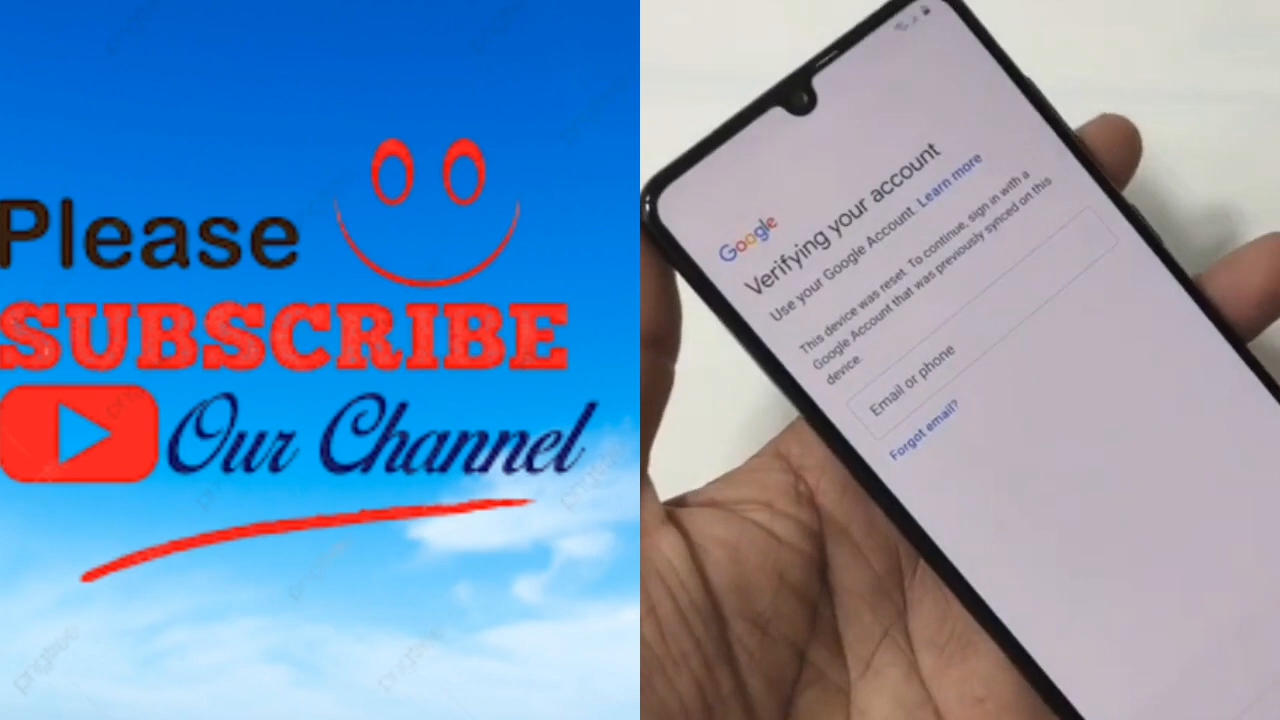 Please
SUBSCRIBE
Our Channel
Google
Verifying your account
Use your Google Account. Learn more
This device was reset. To continue, sign in with a
Google Account that was previously synced on this
device.
Email or phone
Forgot email?